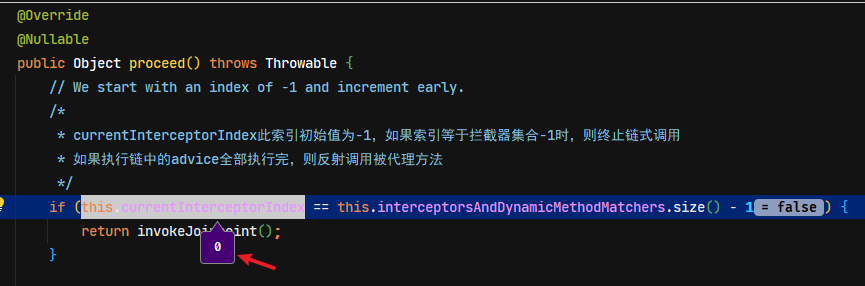 @Override
@Nullable
public Object proceed() throws Throwable {
// We start with an index of -1 and increment early.
/*
* currentInterceptorIndex此索引初始值为-1，如果索引等于拦截器集合-1时，则终止链式调用
* 如果执行链中的advice全部执行完，则反射调用被代理方法
*/
if (this.currentInterceptorIndex == this.interceptorsAndDynamicMethodMatchers.size() - 1 = false ) {
return invokeJoinpoint();
0
}